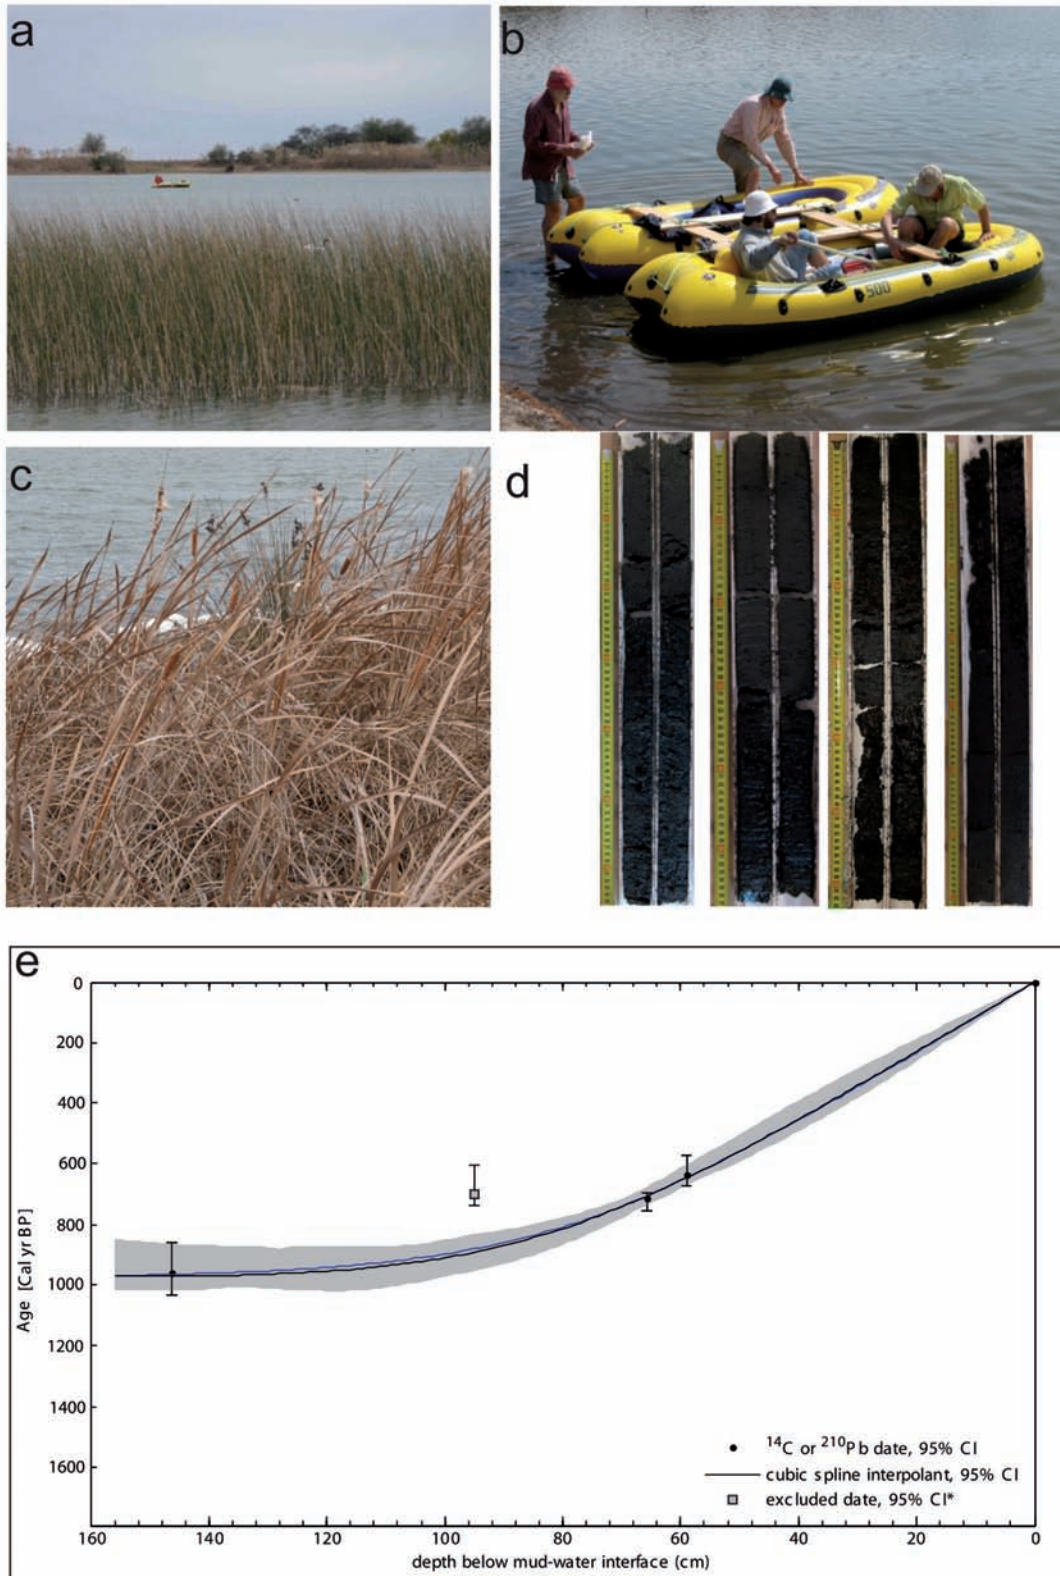 a
b
500
c
d
e
0
200
400
600
800
1000
1200
1400
1600
Age [Cal yr BP]
14C or 210Pb date, 95% CI
cubic spline interpolant, 95% CI
excluded date, 95% CI*
160 140 120 100 80 60 40 20 0
depth below mud-water interface (cm)